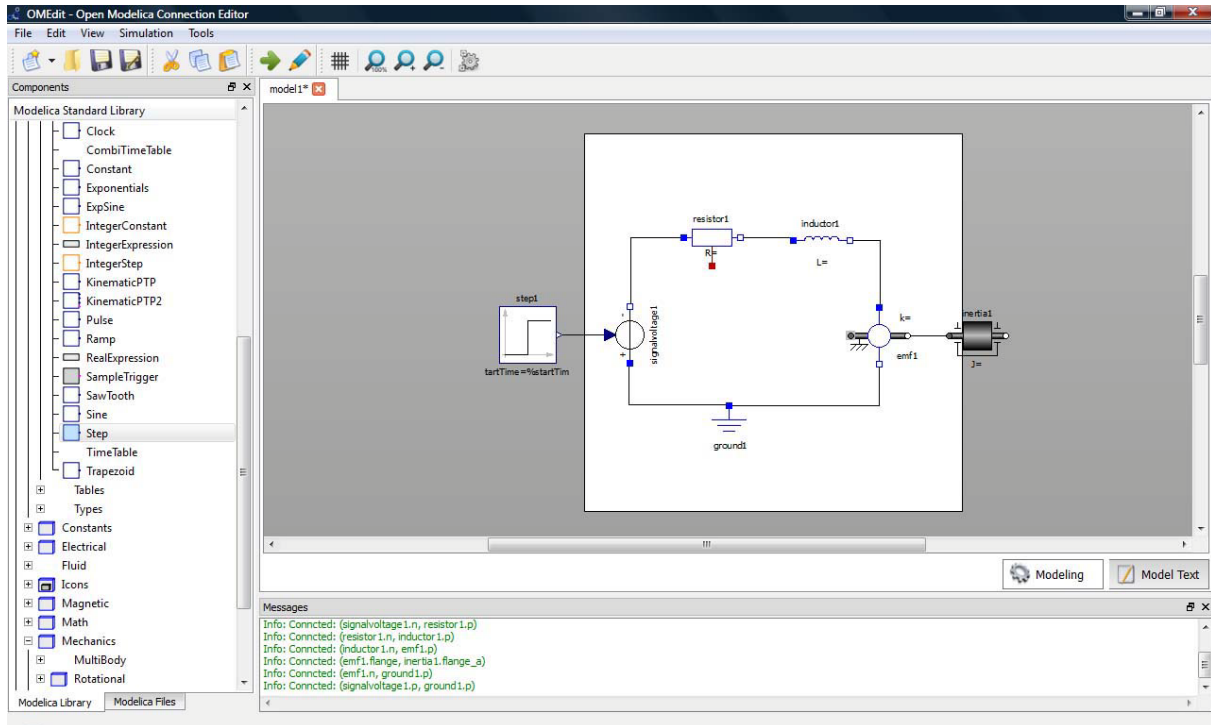 OMEdit - Open Modelica Connection Editor
File Edit View Simulation Tools
Components
model1*
Modelica Standard Library
Clock
CombiTimeTable
Constant
Exponentials
ExpSine
IntegerConstant
IntegerExpression
IntegerStep
KinematicPTP
KinematicPTP2
Pulse
Ramp
RealExpression
SampleTrigger
SawTooth
Sine
Step
TimeTable
Trapezoid
Tables
Types
Constants
Electrical
Fluid
Icons
Magnetic
Math
Mechanics
MultiBody
Rotational
Modelica Library Modelica Files
resistor1
R=
inductor1
L=
step1
tartTime=%startTim
-
+
signalvoltage1
k=
emf1
inertia1
J=
ground1
Modeling Model Text
Messages
Info: Conncted: (signalvoltage1.n, resistor1.p)
Info: Conncted: (resistor1.n, inductor1.p)
Info: Conncted: (inductor1.n, emf1.p)
Info: Conncted: (emf1.flange, inertia1.flange_a)
Info: Conncted: (emf1.n, ground1.p)
Info: Conncted: (signalvoltage1.p, ground1.p)